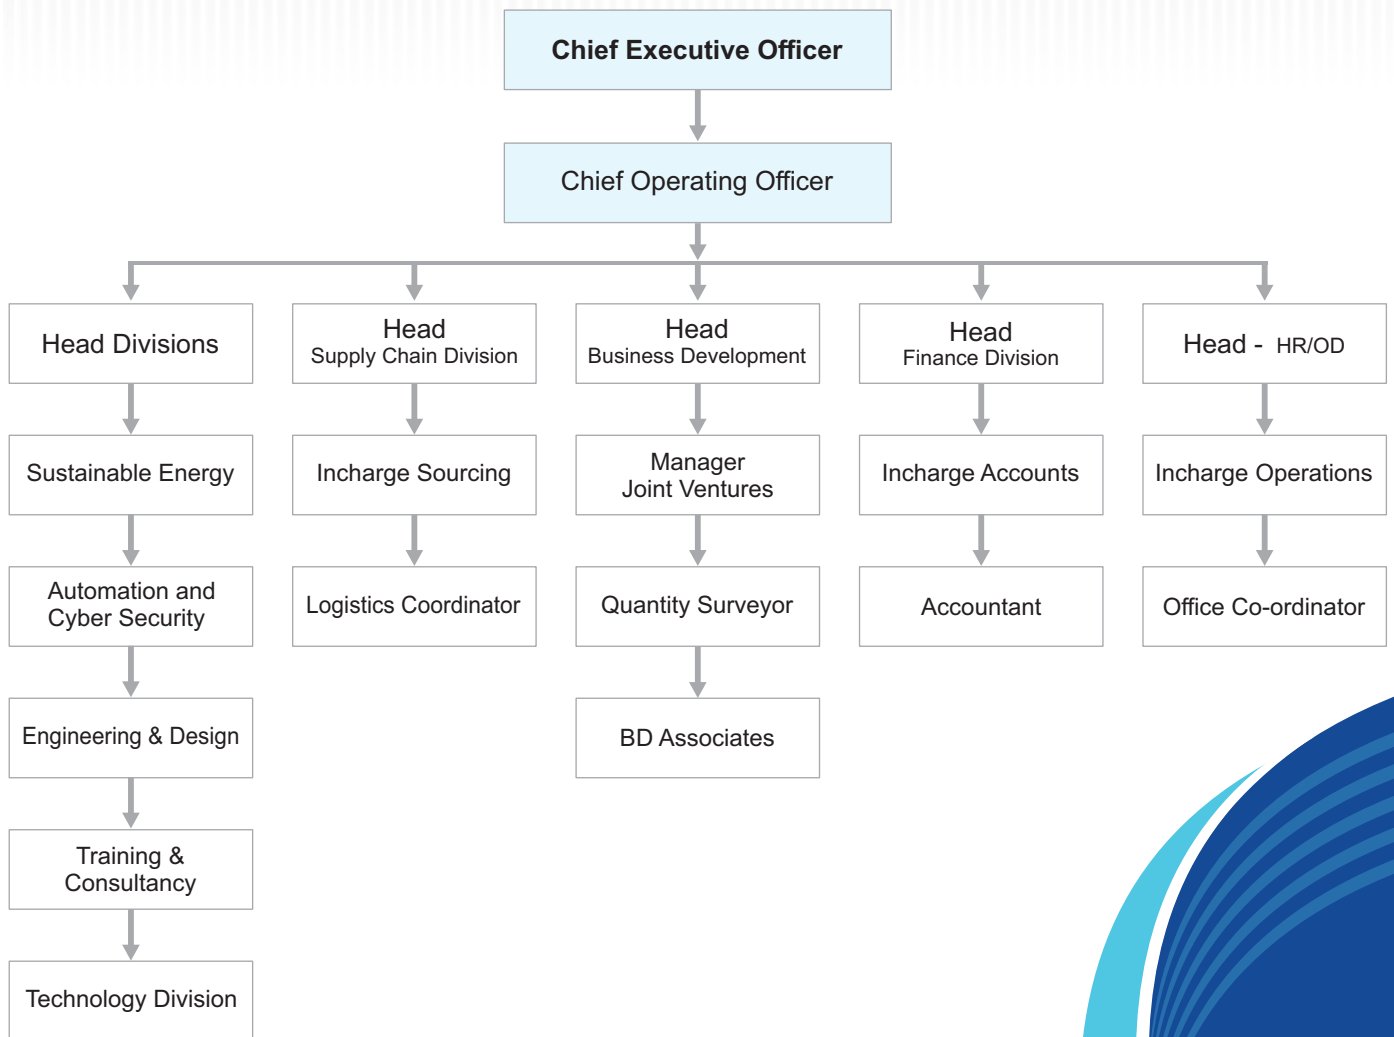 Chief Executive Officer
Chief Operating Officer
Head Divisions
Head
Supply Chain Division
Head
Business Development
Head
Finance Division
Head - HR/OD
Sustainable Energy
Incharge Sourcing
Manager
Joint Ventures
Incharge Accounts
Incharge Operations
Automation and
Cyber Security
Logistics Coordinator
Quantity Surveyor
Accountant
Office Co-ordinator
Engineering & Design
BD Associates
Training &
Consultancy
Technology Division